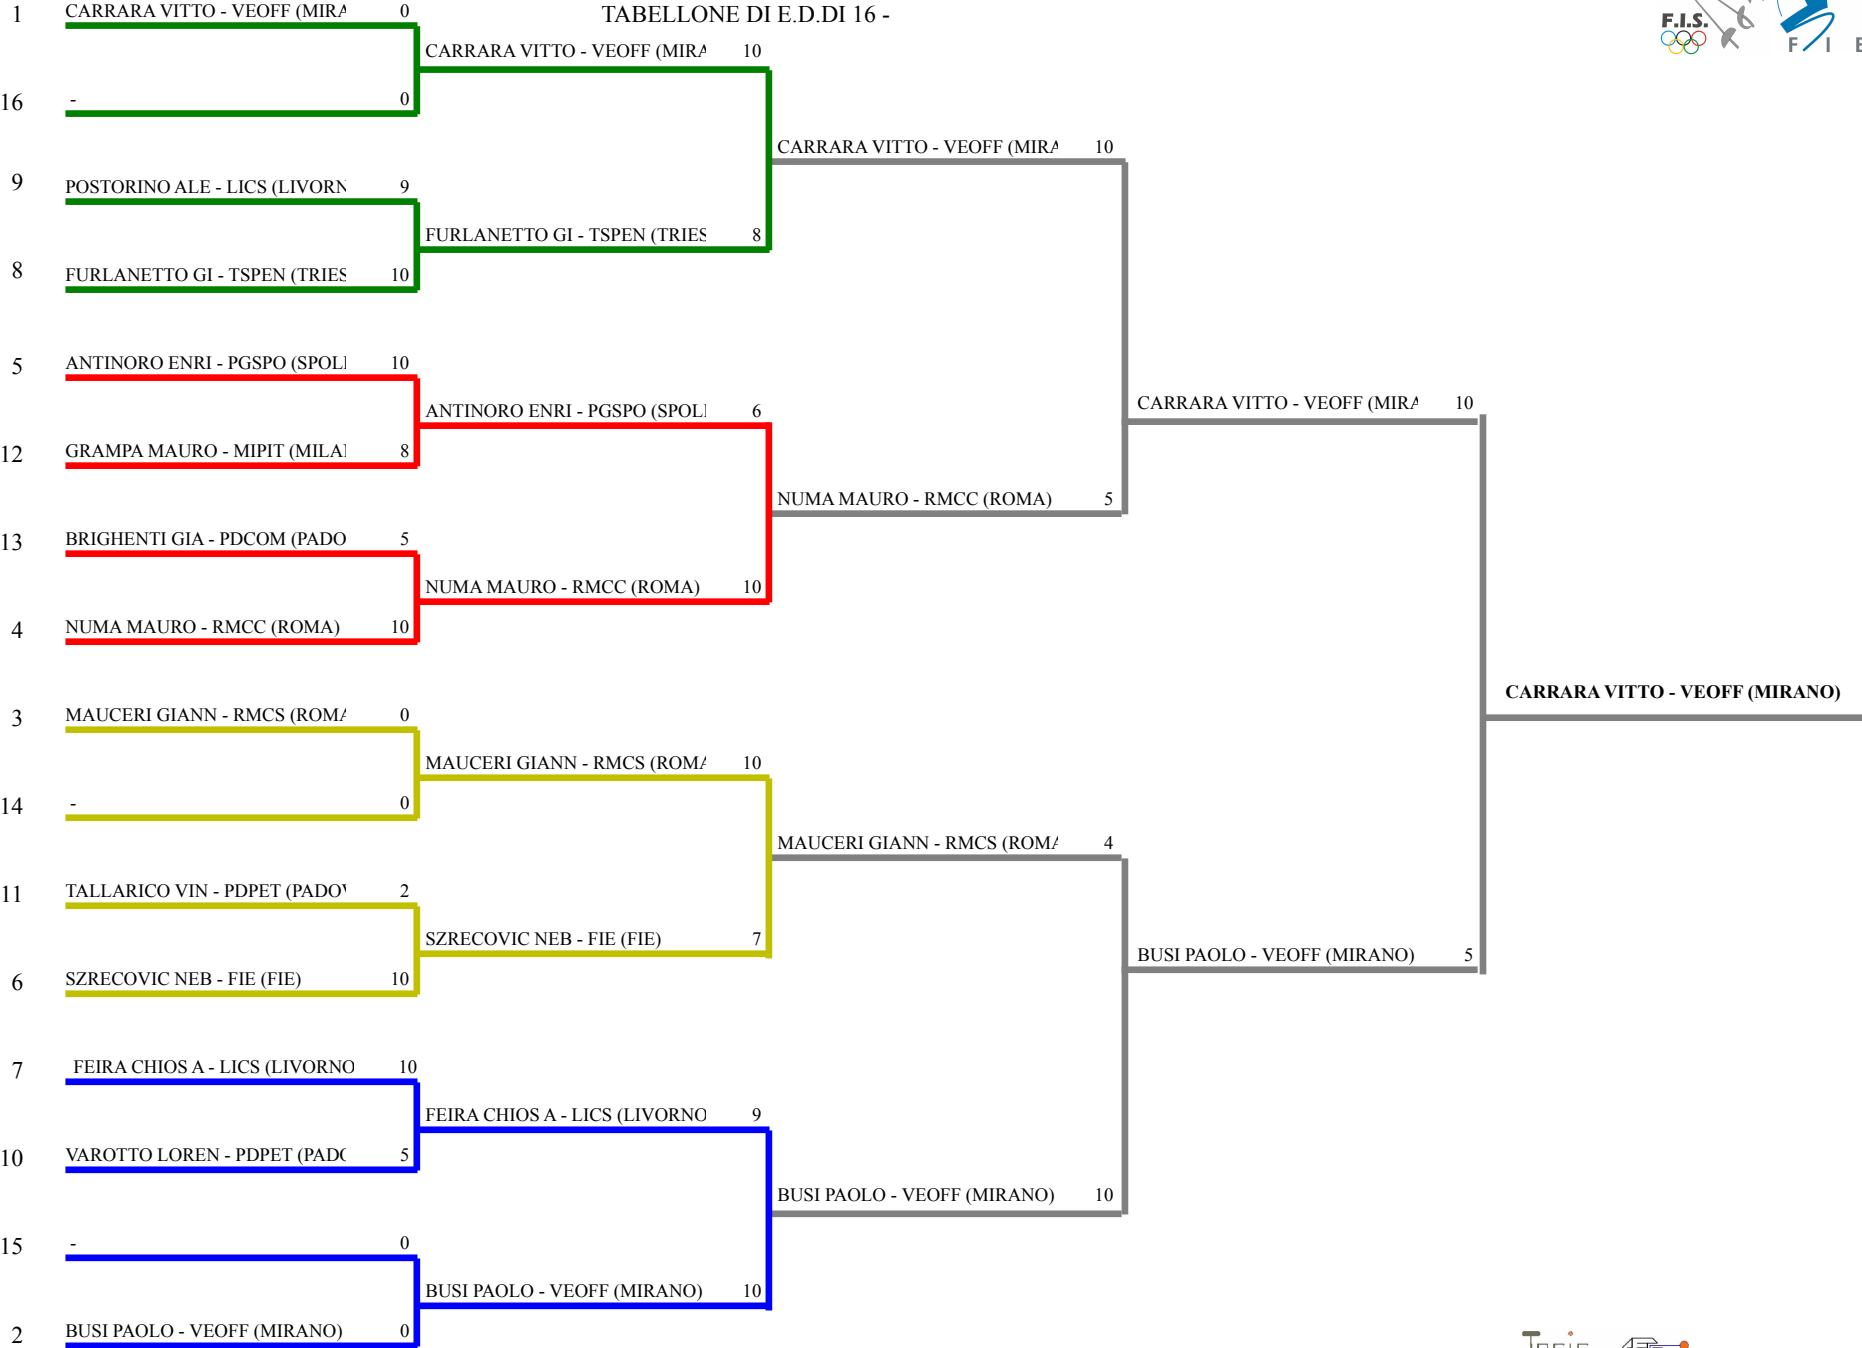 TABELLONE DI E.D.DI 16 -
F.I.S.
F I E
1 CARRARA VITTO - VEOFF (MIRA 0
CARRARA VITTO - VEOFF (MIRA 10
16 - 0
CARRARA VITTO - VEOFF (MIRA 10
9 POSTORINO ALE - LICS (LIVORN 9
FURLANETTO GI - TSPEN (TRIES 8
8 FURLANETTO GI - TSPEN (TRIES 10
5 ANTINORO ENRI - PGSPO (SPOLI 10
CARRARA VITTO - VEOFF (MIRA 10
ANTINORO ENRI - PGSPO (SPOLI 6
12 GRAMPA MAURO - MIPIT (MILA 8
NUMA MAURO - RMCC (ROMA) 5
13 BRIGHENTI GIA - PDCOM (PADO 5
NUMA MAURO - RMCC (ROMA) 10
4 NUMA MAURO - RMCC (ROMA) 10
CARRARA VITTO - VEOFF (MIRANO)
3 MAUCERI GIANN - RMCS (ROMA 0
MAUCERI GIANN - RMCS (ROMA 10
14 - 0
MAUCERI GIANN - RMCS (ROMA 4
11 TALLARICO VIN - PDPET (PADOV 2
SZRECOVIC NEB - FIE (FIE) 7
BUSI PAOLO - VEOFF (MIRANO) 5
6 SZRECOVIC NEB - FIE (FIE) 10
7 FEIRA CHIOS A - LICS (LIVORNO 10
FEIRA CHIOS A - LICS (LIVORNO 9
10 VAROTTO LOREN - PDPET (PADO 5
BUSI PAOLO - VEOFF (MIRANO) 10
15 - 0
BUSI PAOLO - VEOFF (MIRANO) 10
2 BUSI PAOLO - VEOFF (MIRANO) 0